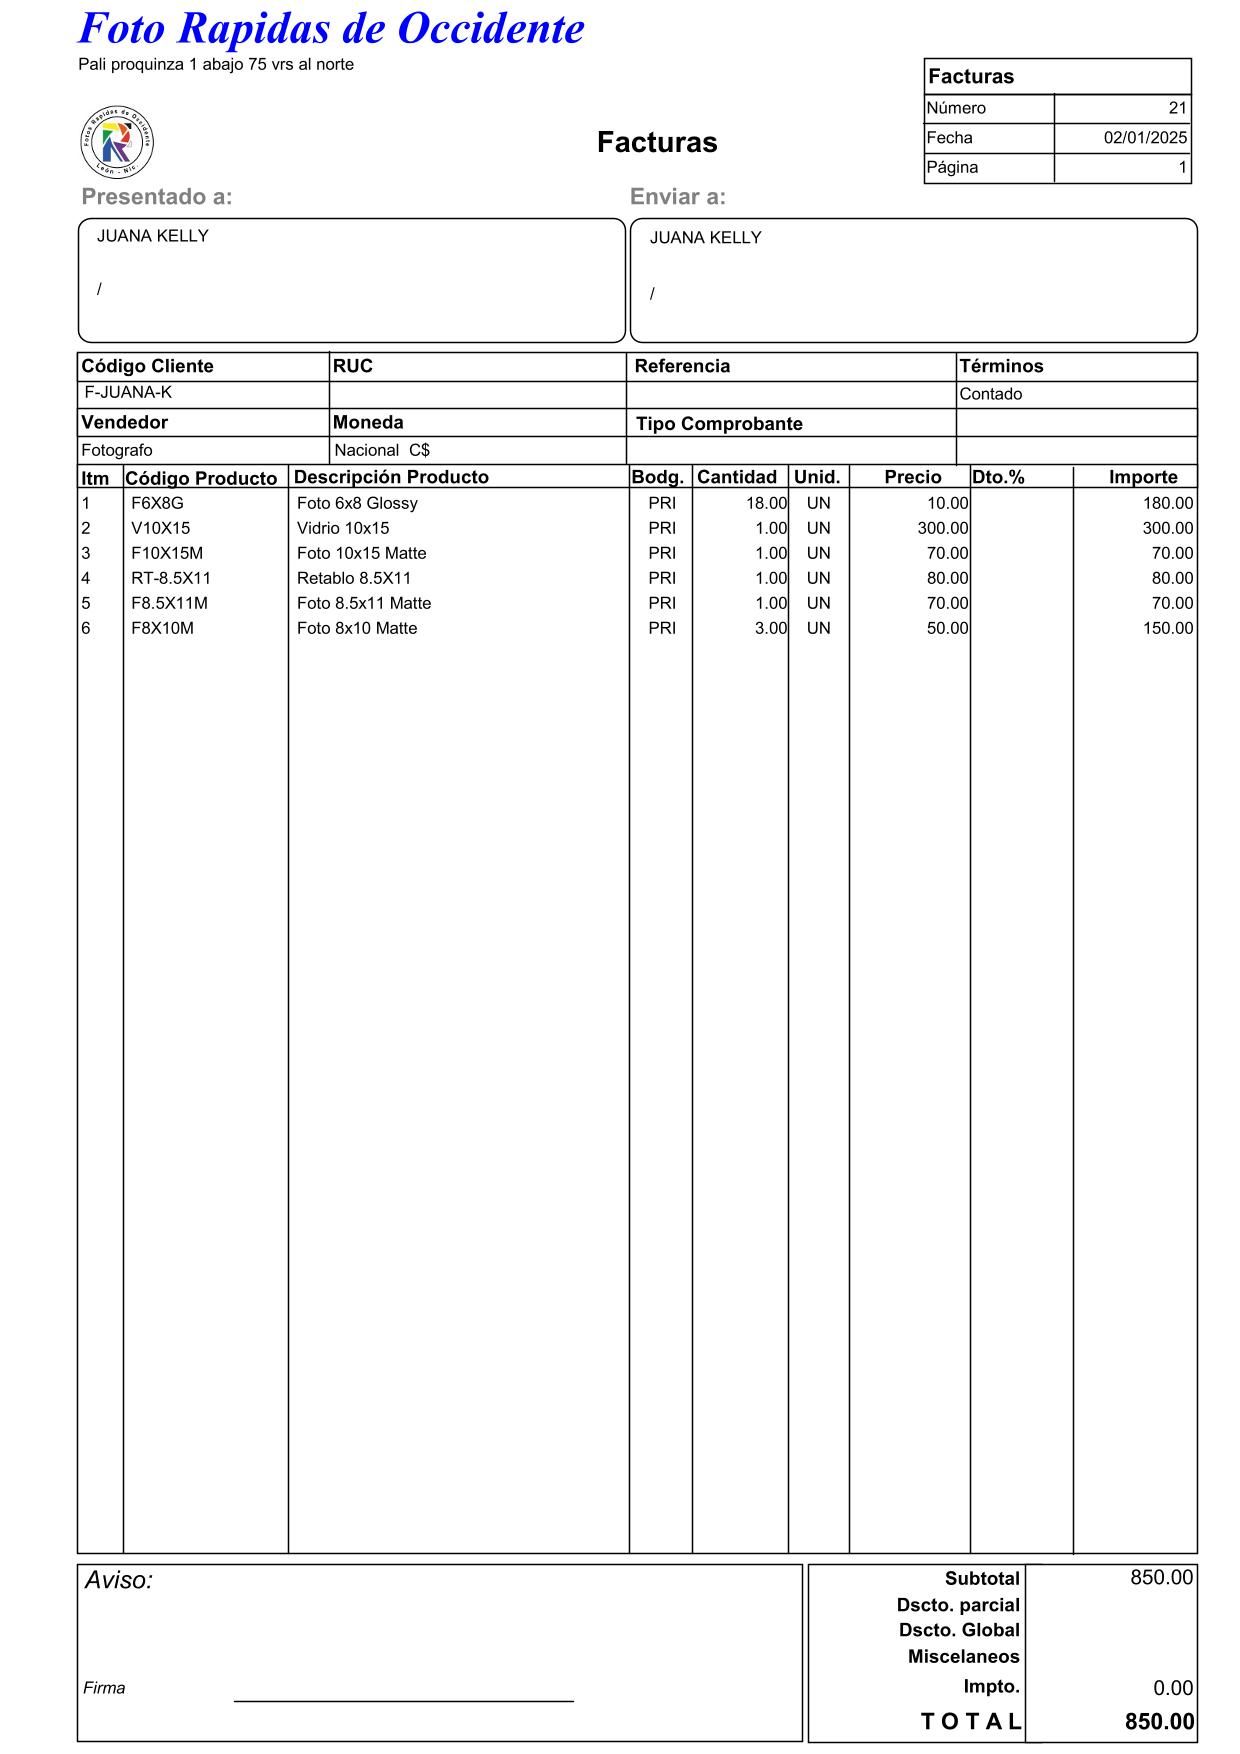 Foto Rapidas de Occidente
Pali proquinza 1 abajo 75 vrs al norte
Fotos Rapidas de Occidente
León - Nic.
Facturas
Facturas
Número 21
Fecha 02/01/2025
Página 1
Presentado a: Enviar a:
JUANA KELLY JUANA KELLY
/ /
Código Cliente RUC Referencia Términos
F-JUANA-K Contado
Vendedor Moneda Tipo Comprobante
Fotografo Nacional C$
Itm Código Producto Descripción Producto Bodg. Cantidad Unid. Precio Dto.% Importe
1 F6X8G Foto 6x8 Glossy PRI 18.00 UN 10.00 180.00
2 V10X15 Vidrio 10x15 PRI 1.00 UN 300.00 300.00
3 F10X15M Foto 10x15 Matte PRI 1.00 UN 70.00 70.00
4 RT-8.5X11 Retablo 8.5X11 PRI 1.00 UN 80.00 80.00
5 F8.5X11M Foto 8.5x11 Matte PRI 1.00 UN 70.00 70.00
6 F8X10M Foto 8x10 Matte PRI 3.00 UN 50.00 150.00
Aviso:
Firma
Subtotal 850.00
Dscto. parcial
Dscto. Global
Miscelaneos
Impto. 0.00
T O T A L 850.00